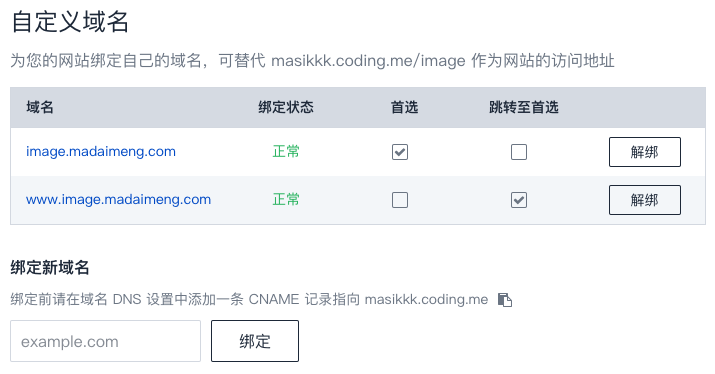 自定义域名
为您的网站绑定自己的域名，可替代 masikkk.coding.me/image 作为网站的访问地址
域名 绑定状态 首选 跳转至首选
image.madaimeng.com 正常 解绑
www.image.madaimeng.com 正常 解绑
绑定新域名
绑定前请在域名 DNS 设置中添加一条 CNAME 记录指向 masikkk.coding.me
example.com 绑定